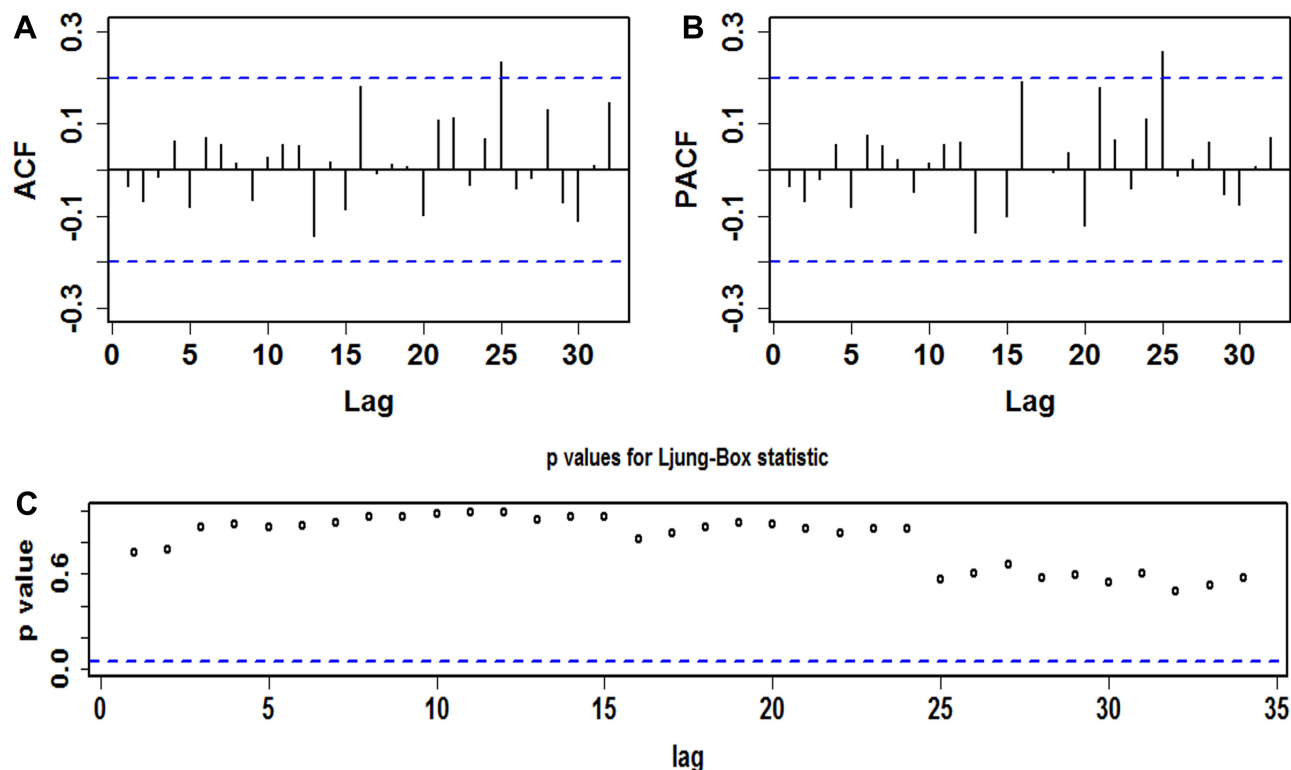 A
B
0.3
0.1
-0.1
-0.3
ACF
0 5 10 15 20 25 30
Lag
0.3
0.1
-0.1
-0.3
PACF
0 5 10 15 20 25 30
Lag
p values for Ljung-Box statistic
C
0.6
0.0
p value
0 5 10 15 20 25 30 35
lag